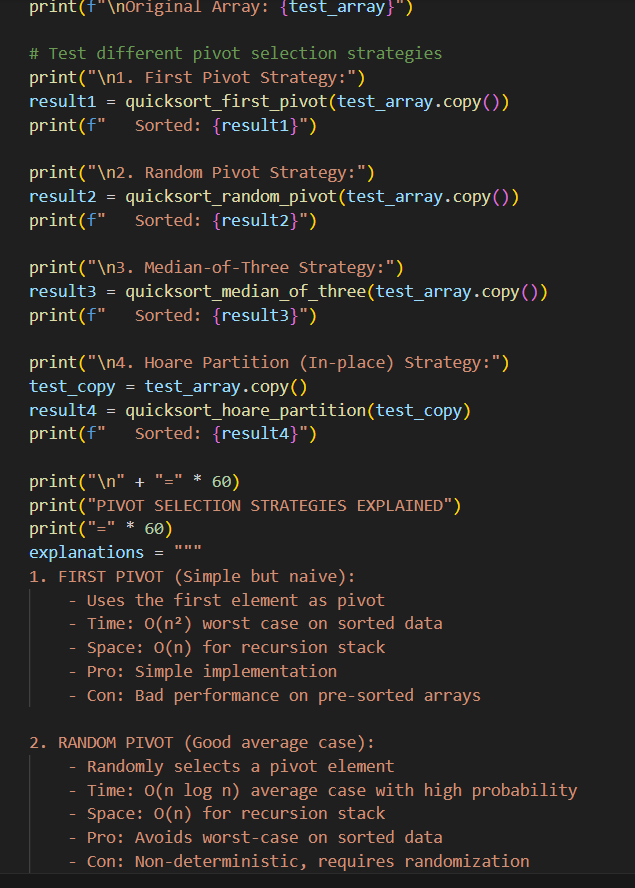 print(f"\nOriginal Array: {test_array}")
# Test different pivot selection strategies
print("\n1. First Pivot Strategy:")
result1 = quicksort_first_pivot(test_array.copy())
print(f"   Sorted: {result1}")
print("\n2. Random Pivot Strategy:")
result2 = quicksort_random_pivot(test_array.copy())
print(f"   Sorted: {result2}")
print("\n3. Median-of-Three Strategy:")
result3 = quicksort_median_of_three(test_array.copy())
print(f"   Sorted: {result3}")
print("\n4. Hoare Partition (In-place) Strategy:")
test_copy = test_array.copy()
result4 = quicksort_hoare_partition(test_copy)
print(f"   Sorted: {result4}")
print("\n" + "=" * 60)
print("PIVOT SELECTION STRATEGIES EXPLAINED")
print("=" * 60)
explanations = """
1. FIRST PIVOT (Simple but naive):
    - Uses the first element as pivot
    - Time: O(n²) worst case on sorted data
    - Space: O(n) for recursion stack
    - Pro: Simple implementation
    - Con: Bad performance on pre-sorted arrays
2. RANDOM PIVOT (Good average case):
    - Randomly selects a pivot element
    - Time: O(n log n) average case with high probability
    - Space: O(n) for recursion stack
    - Pro: Avoids worst-case on sorted data
    - Con: Non-deterministic, requires randomization